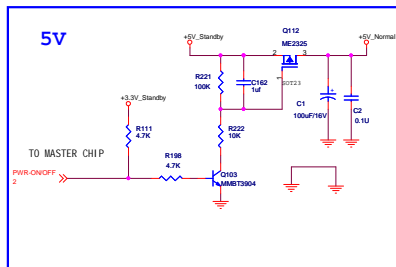 5V
+5V_Standby
Q112
ME2325
+5V_Normal
2
3
1
SOT23
R221
100K
C162
1uf
+3.3V_Standby
C1
100uF/16V
+
C2
0.1U
R111
4.7K
R222
10K
TO MASTER CHIP
R198
4.7K
Q103
MMBT3904
PWR-ON/OFF
2